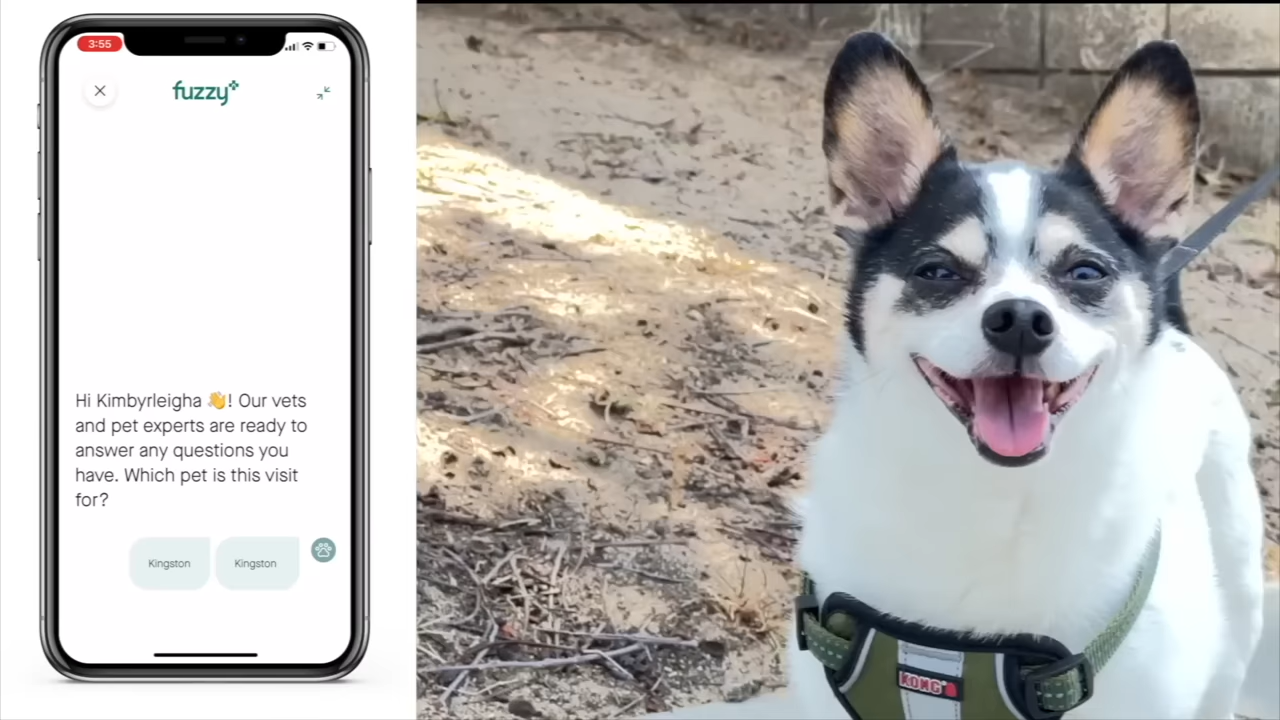 3:55
fuzzy
Hi Kimbyrleigha 👋! Our vets
and pet experts are ready to
answer any questions you
have. Which pet is this visit
for?
Kingston Kingston
KONG